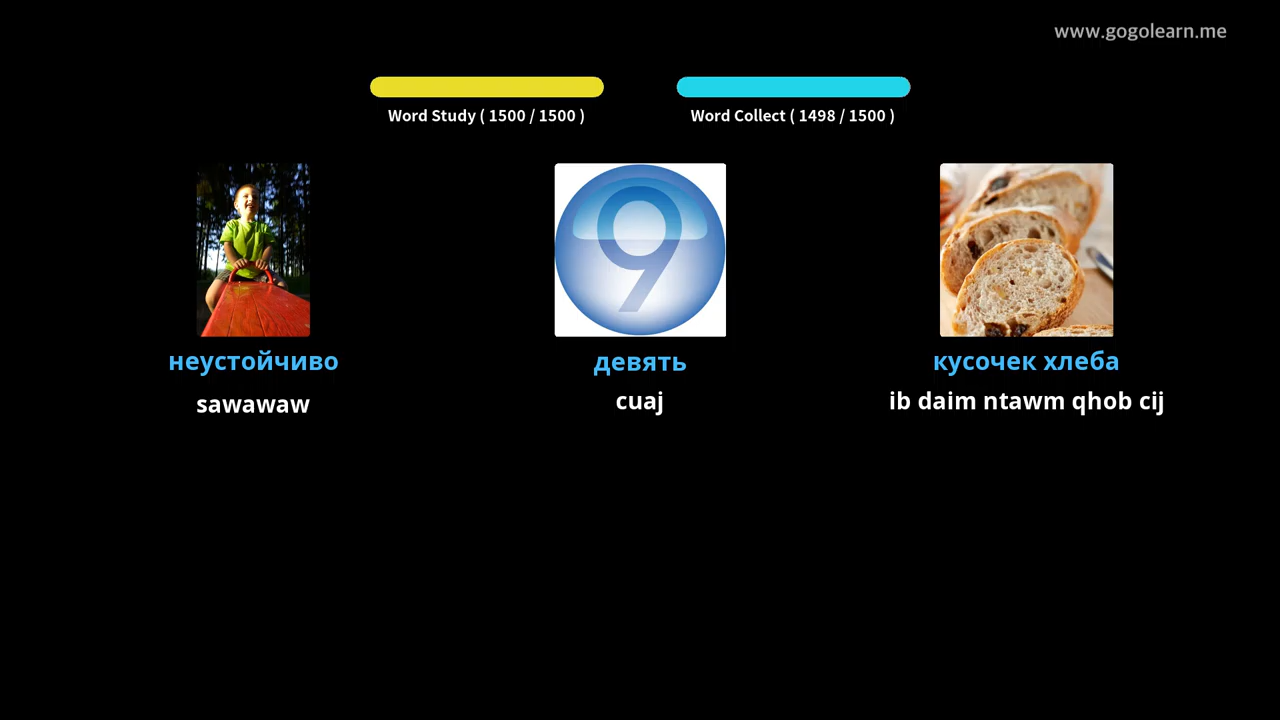 www.gogolearn.me
Word Study ( 1500 / 1500 )
Word Collect ( 1498 / 1500 )
9
неустойчиво
девять
кусочек хлеба
sawawaw
cuaj
ib daim ntawm qhob cij